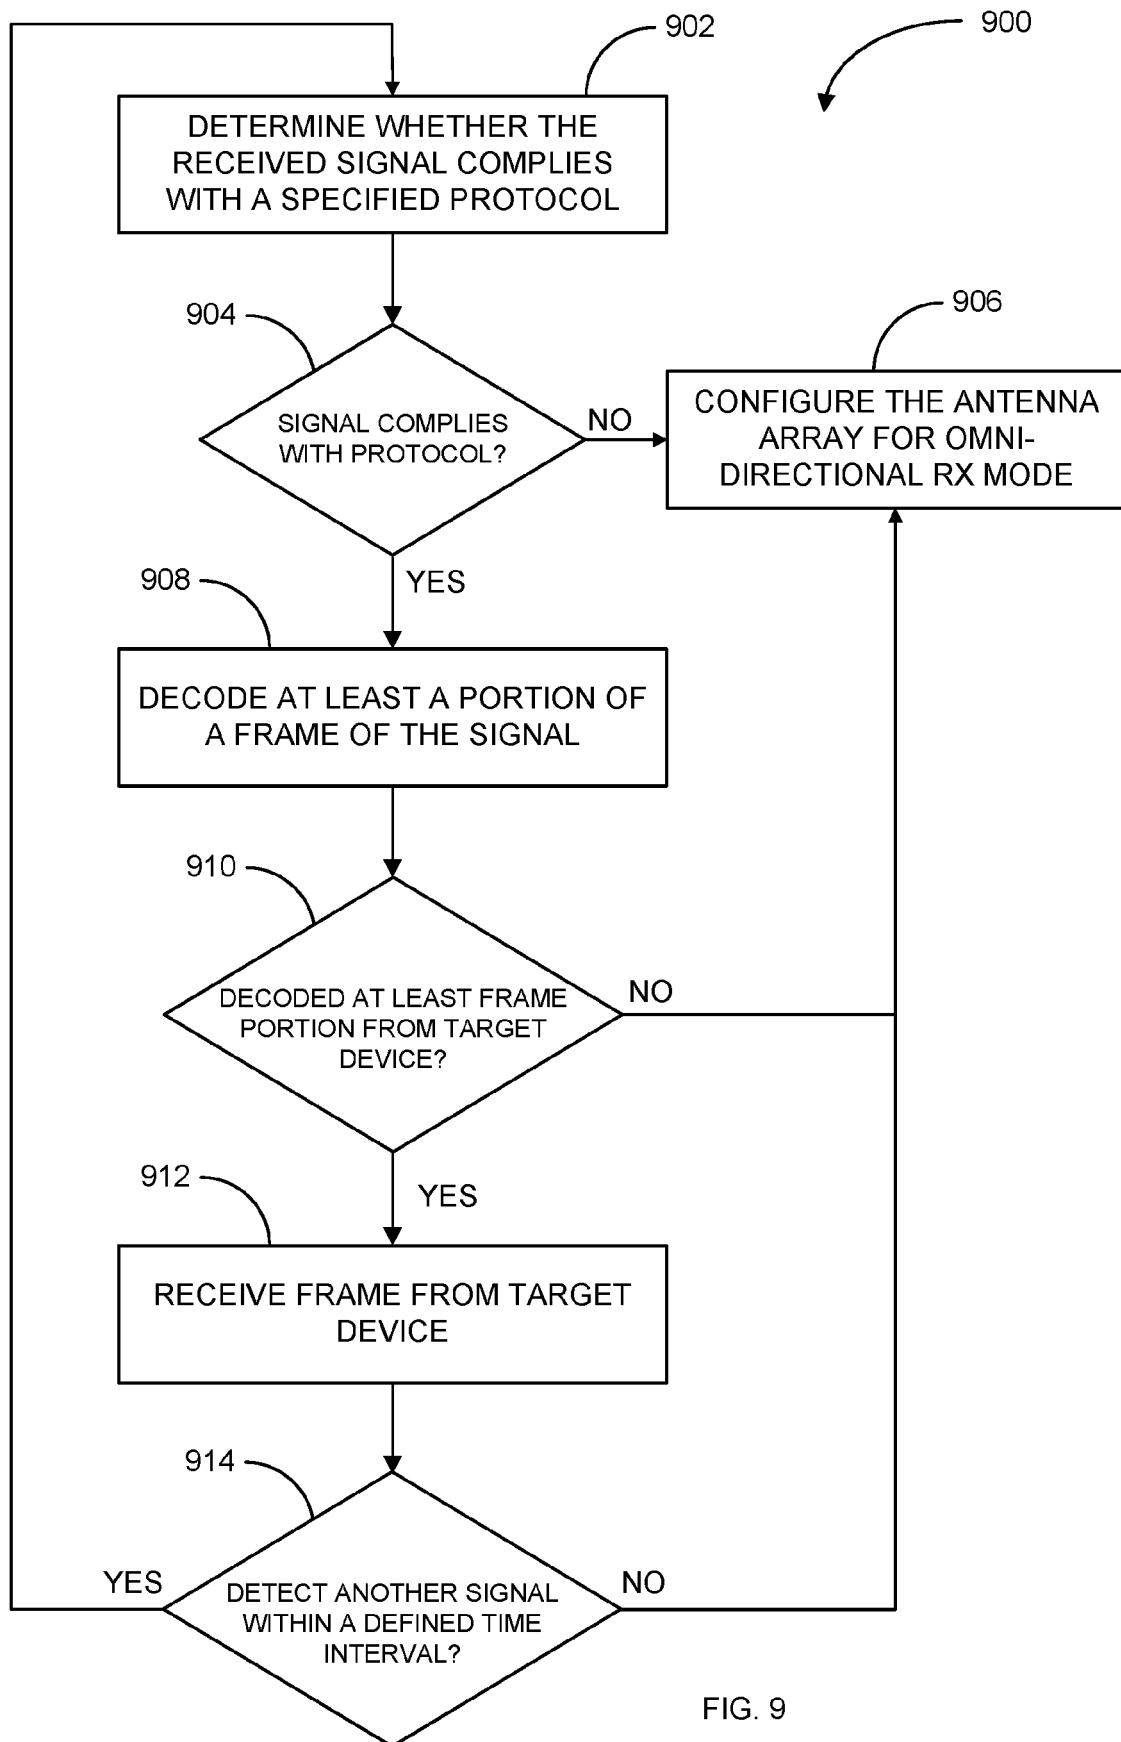 902
900
DETERMINE WHETHER THE
RECEIVED SIGNAL COMPLIES
WITH A SPECIFIED PROTOCOL
904
906
SIGNAL COMPLIES
WITH PROTOCOL?
NO
CONFIGURE THE ANTENNA
ARRAY FOR OMNI-
DIRECTIONAL RX MODE
YES
908
DECODE AT LEAST A PORTION OF
A FRAME OF THE SIGNAL
910
DECODED AT LEAST FRAME
PORTION FROM TARGET
DEVICE?
NO
YES
912
RECEIVE FRAME FROM TARGET
DEVICE
914
YES
DETECT ANOTHER SIGNAL
WITHIN A DEFINED TIME
INTERVAL?
NO
FIG. 9